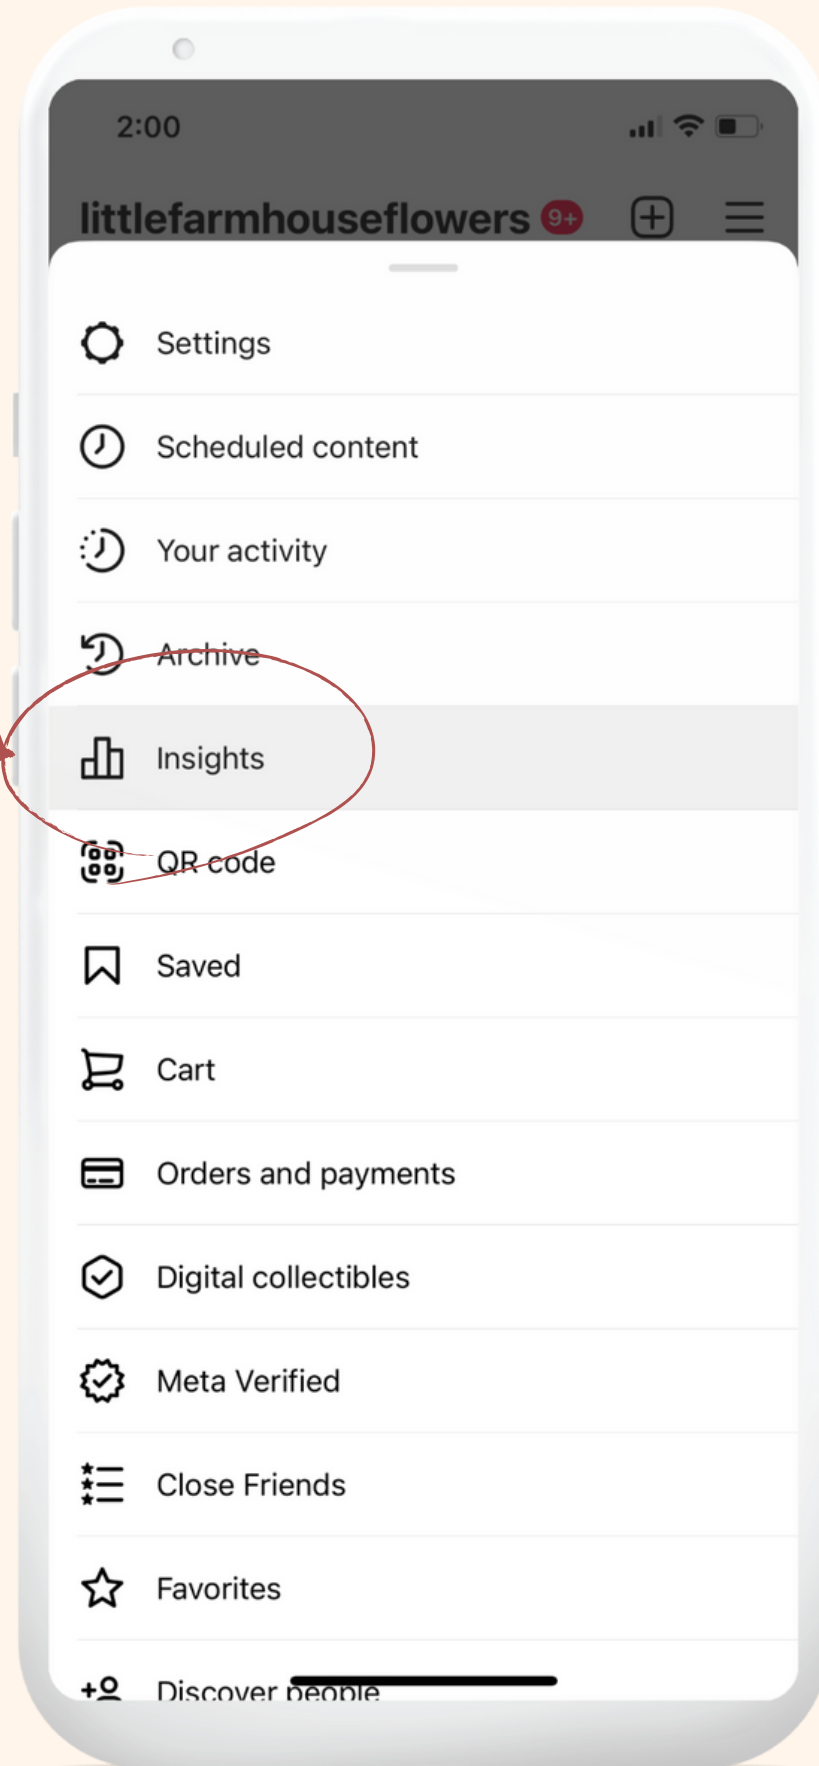 2:00
littlefarmhouseflowers 9+
Settings
Scheduled content
Your activity
Archive
Insights
QR code
Saved
Cart
Orders and payments
Digital collectibles
Meta Verified
Close Friends
Favorites
Discover people